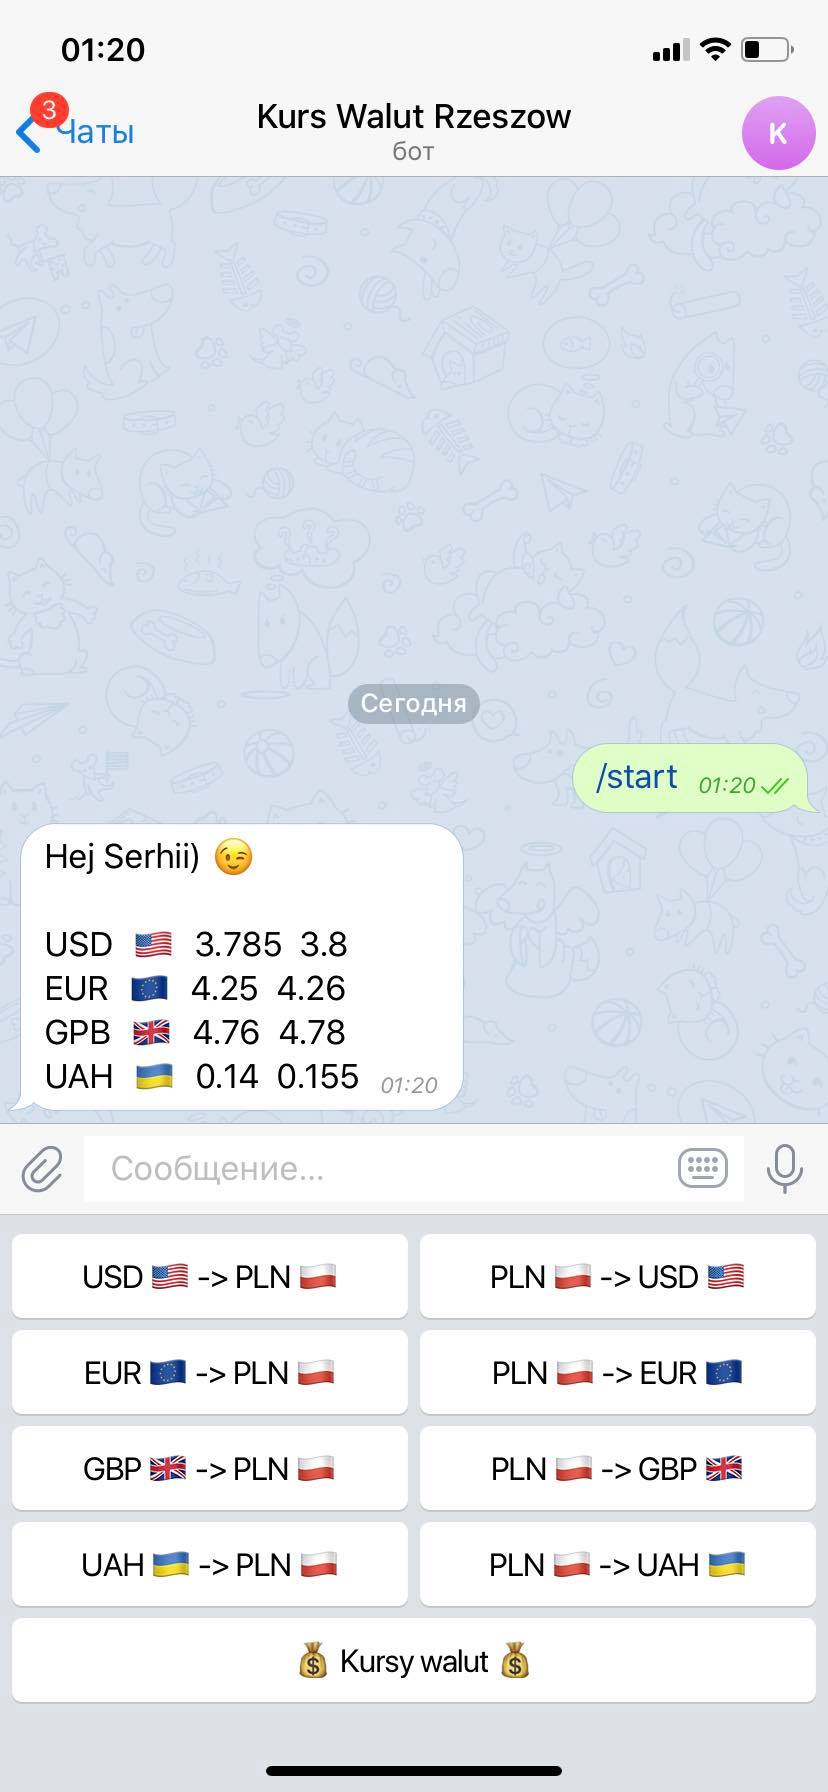 01:20
3
Чаты
Kurs Walut Rzeszow
бот
K
Сегодня
/start 01:20
Hej Serhii) 😉
USD 🇺🇸 3.785 3.8
EUR 🇪🇺 4.25 4.26
GPB 🇬🇧 4.76 4.78
UAH 🇺🇦 0.14 0.155 01:20
Сообщение...
USD 🇺🇸 -> PLN 🇵🇱
PLN 🇵🇱 -> USD 🇺🇸
EUR 🇪🇺 -> PLN 🇵🇱
PLN 🇵🇱 -> EUR 🇪🇺
GBP 🇬🇧 -> PLN 🇵🇱
PLN 🇵🇱 -> GBP 🇬🇧
UAH 🇺🇦 -> PLN 🇵🇱
PLN 🇵🇱 -> UAH 🇺🇦
💰 Kursy walut 💰